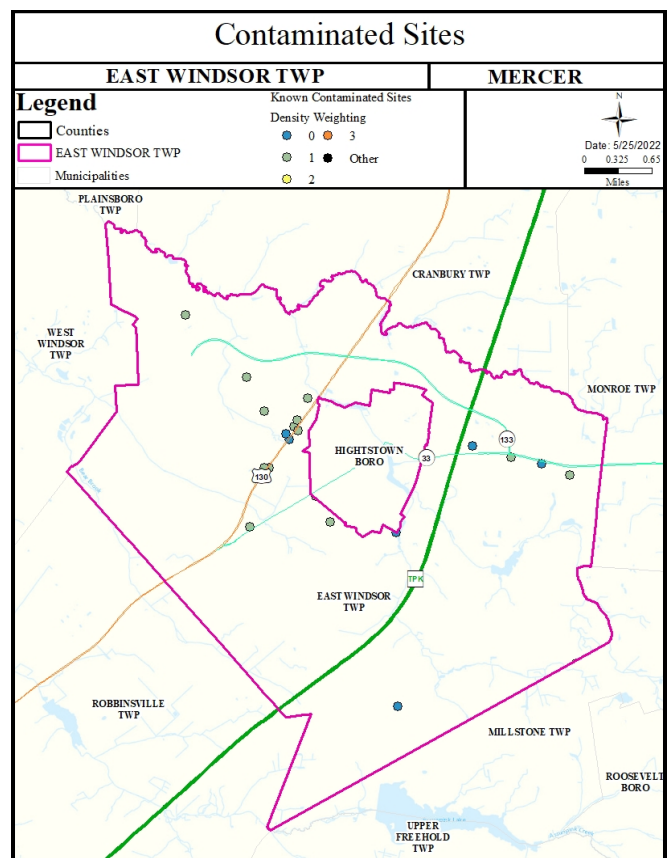 Contaminated Sites
EAST WINDSOR TWP
MERCER
Legend
Counties
EAST WINDSOR TWP
Municipalities
Known Contaminated Sites
Density Weighting
0 3
1 Other
2
N
Date: 5/25/2022
0 0.325 0.65
Miles
PLAINSBORO
TWP
CRANBURY TWP
WEST
WINDSOR
TWP
MONROE TWP
HIGHTSTOWN
BORO
133
33
130
TPK
EAST WINDSOR
TWP
ROBBINSVILLE
TWP
MILLSTONE TWP
ROOSEVELT
BORO
UPPER
FREEHOLD
TWP